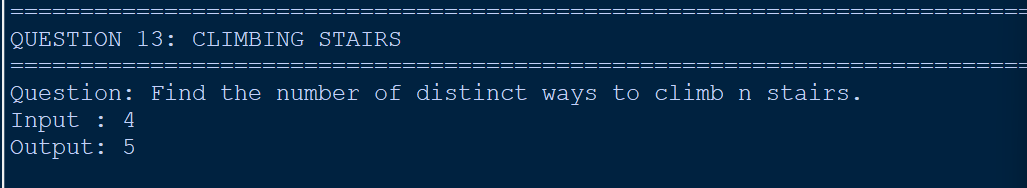 ================================================================================
QUESTION 13: CLIMBING STAIRS
================================================================================
Question: Find the number of distinct ways to climb n stairs.
Input : 4
Output: 5